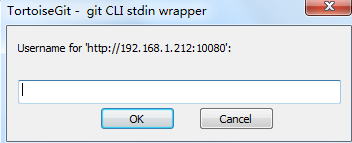 TortoiseGit - git CLI stdin wrapper
Username for 'http://192.168.1.212:10080':
OK Cancel